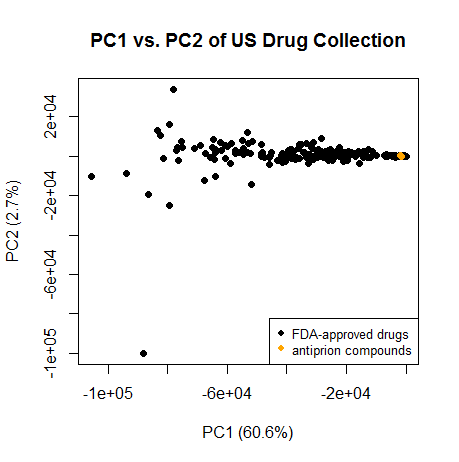 PC1 vs. PC2 of US Drug Collection
2e+04
-2e+04
-6e+04
-1e+05
PC2 (2.7%)
FDA-approved drugs
antiprion compounds
-1e+05
-6e+04
-2e+04
PC1 (60.6%)